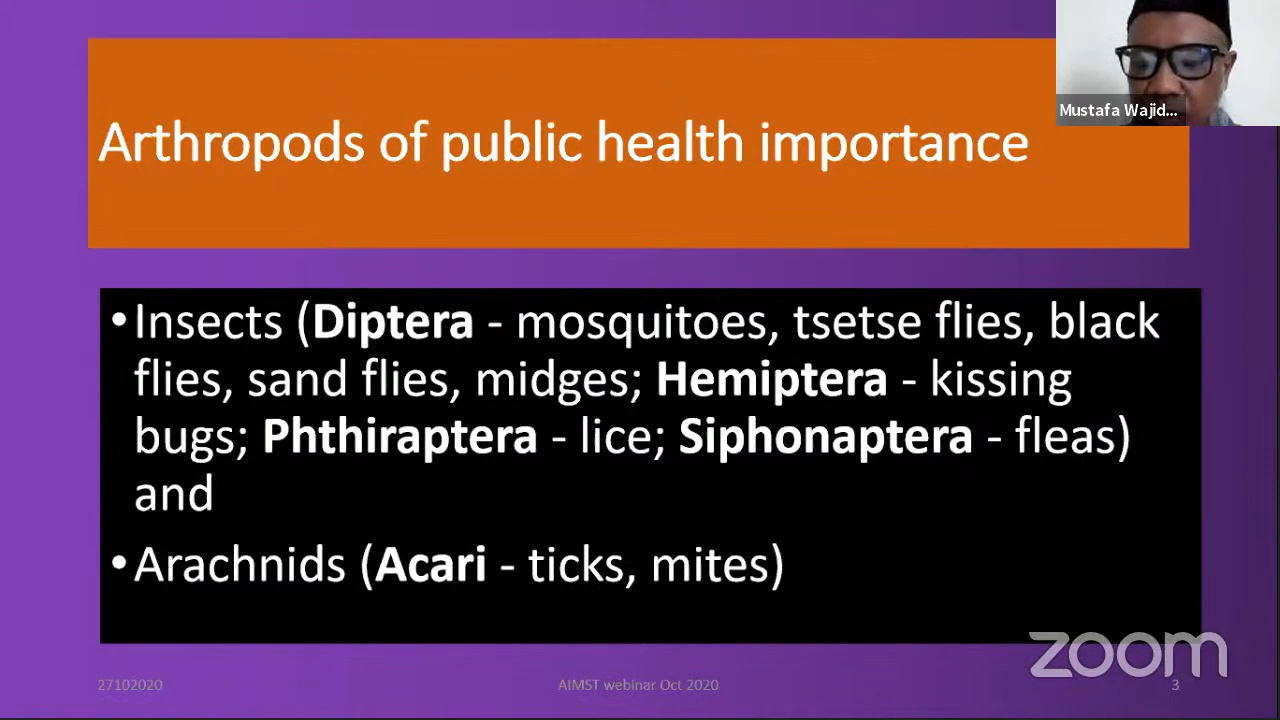 Arthropods of public health importance
Mustafa Wajid...
•Insects (Diptera - mosquitoes, tsetse flies, black
flies, sand flies, midges; Hemiptera - kissing
bugs; Phthiraptera - lice; Siphonaptera - fleas)
and
•Arachnids (Acari - ticks, mites)
zoom
27102020
AIMST webinar Oct 2020
3